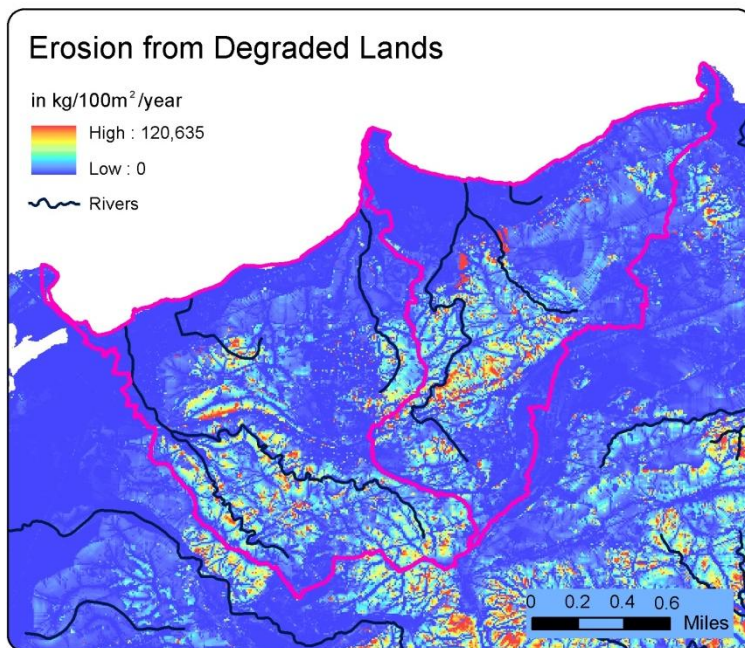 Erosion from Degraded Lands
in kg/100m²/year
High : 120,635
Low : 0
Rivers
0 0.2 0.4 0.6
Miles